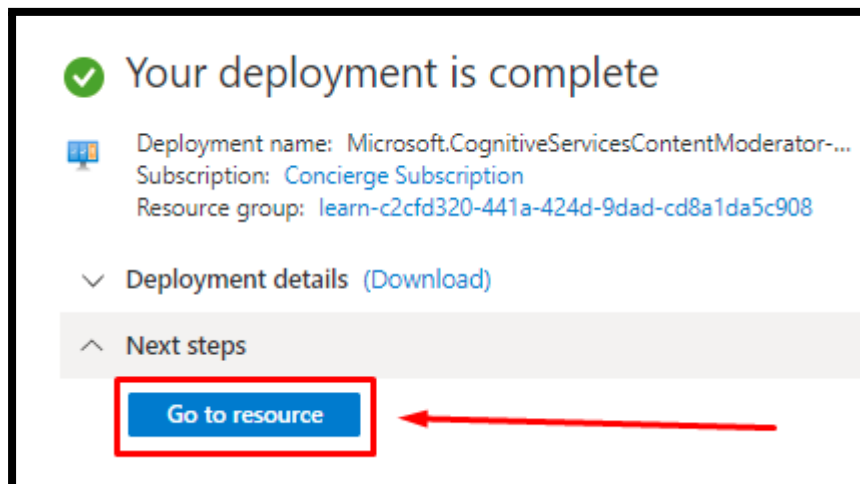 Your deployment is complete
Deployment name: Microsoft.CognitiveServicesContentModerator-...
Subscription: Concierge Subscription
Resource group: learn-c2cfd320-441a-424d-9dad-cd8a1da5c908
Deployment details (Download)
Next steps
Go to resource